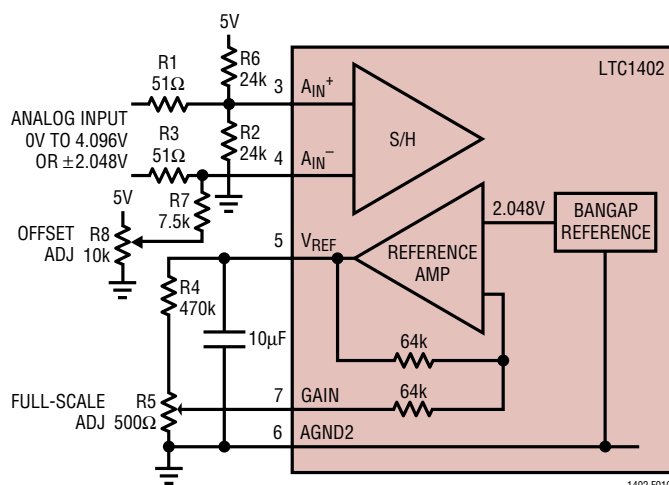 5V
LTC1402
R1
51Ω
R6
24k
3
AIN+
ANALOG INPUT
0V TO 4.096V
OR ±2.048V
R3
51Ω
R2
24k
4
AIN−
S/H
5V
R7
7.5k
OFFSET
ADJ
R8
10k
5
VREF
2.048V
BANGAP
REFERENCE
REFERENCE
AMP
R4
470k
10µF
64k
FULL-SCALE
ADJ
R5
500Ω
7
GAIN
64k
6
AGND2